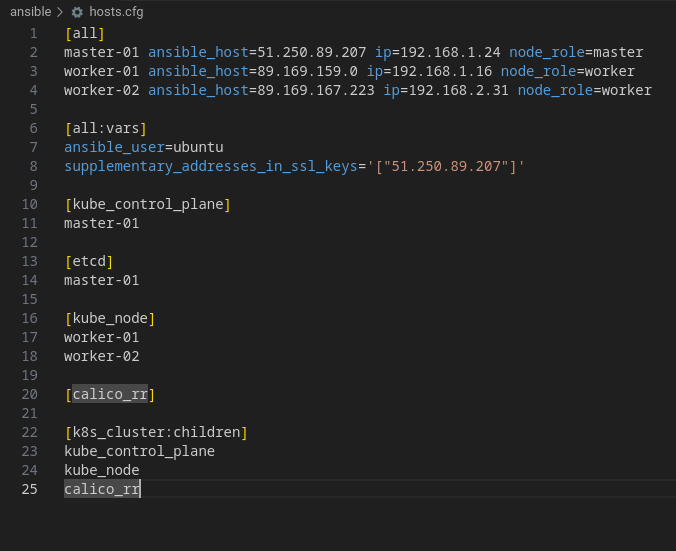 ansible > hosts.cfg
1 [all]
2 master-01 ansible_host=51.250.89.207 ip=192.168.1.24 node_role=master
3 worker-01 ansible_host=89.169.159.0 ip=192.168.1.16 node_role=worker
4 worker-02 ansible_host=89.169.167.223 ip=192.168.2.31 node_role=worker
5
6 [all:vars]
7 ansible_user=ubuntu
8 supplementary_addresses_in_ssl_keys='["51.250.89.207"]'
9
10 [kube_control_plane]
11 master-01
12
13 [etcd]
14 master-01
15
16 [kube_node]
17 worker-01
18 worker-02
19
20 [calico_rr]
21
22 [k8s_cluster:children]
23 kube_control_plane
24 kube_node
25 calico_rr